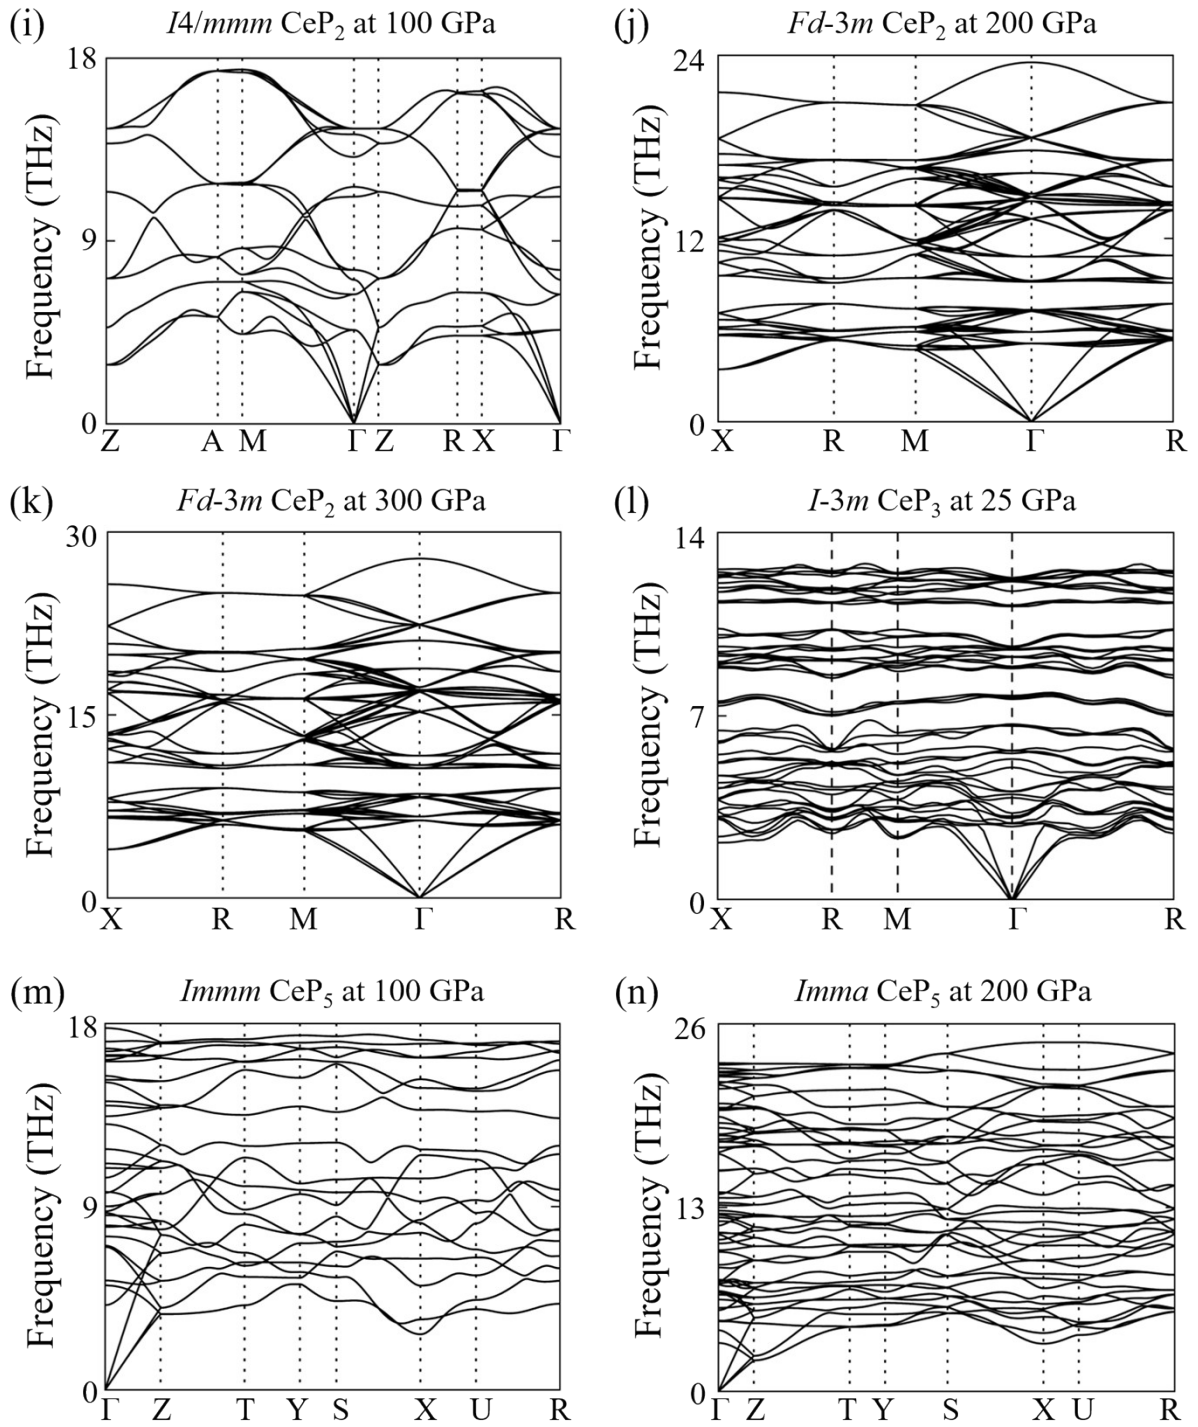 (i) I4/mmm CeP₂ at 100 GPa
18
9
0
Frequency (THz)
Z A M Γ Z R X Γ
(j) Fd-3m CeP₂ at 200 GPa
24
12
0
Frequency (THz)
X R M Γ R
(k) Fd-3m CeP₂ at 300 GPa
30
15
0
Frequency (THz)
X R M Γ R
(l) I-3m CeP₃ at 25 GPa
14
7
0
Frequency (THz)
X R M Γ R
(m) Immm CeP₅ at 100 GPa
18
9
0
Frequency (THz)
Γ Z T Y S X U R
(n) Imma CeP₅ at 200 GPa
26
13
0
Frequency (THz)
Γ Z T Y S X U R